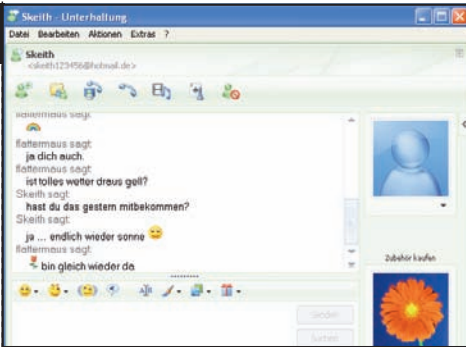 Skeith - Unterhaltung
Datei Bearbeiten Aktionen Extras ?
Skeith
<skeith123456@hotmail.de>
flattermaus sagt:
flattermaus sagt:
ja dich auch.
flattermaus sagt:
ist tolles wetter draus gell?
Skeith sagt:
hast du das gestern mitbekommen?
Skeith sagt:
ja ... endlich wieder sonne
flattermaus sagt:
bin gleich wieder da
Zubehör kaufen
Senden
Suchen